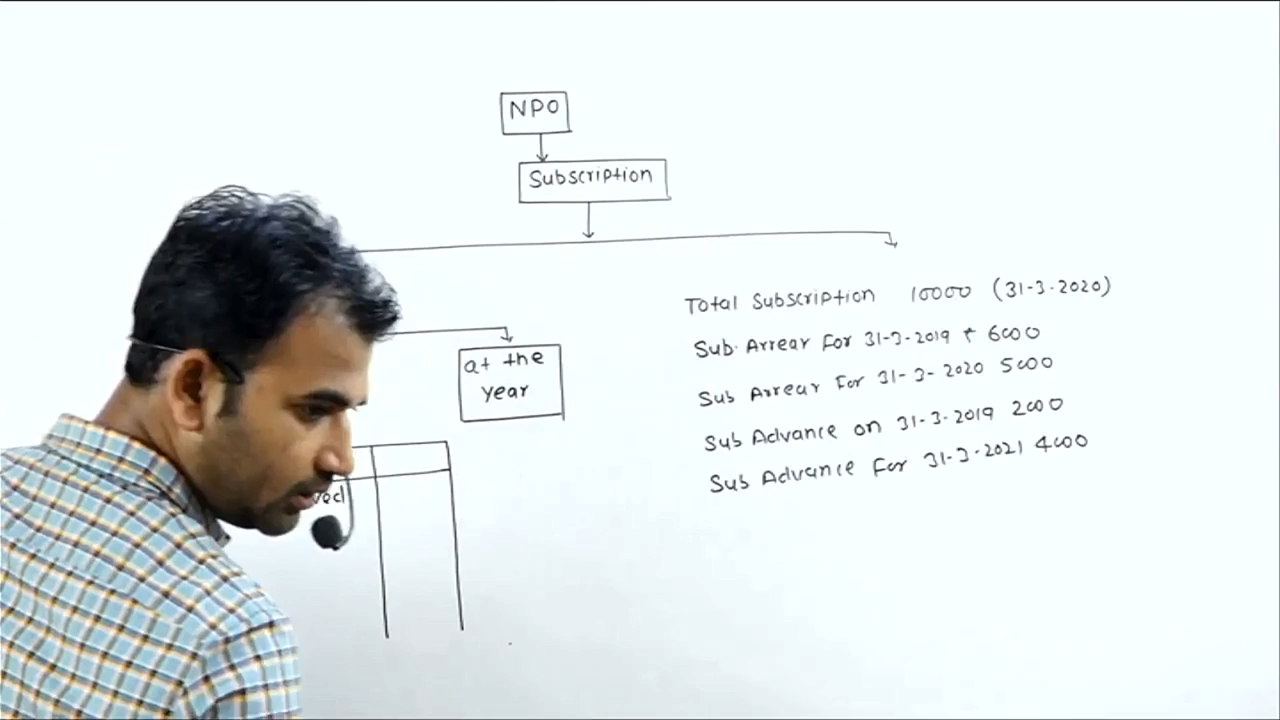 NPO
Subscription
at the
year
Total Subscription 10000 (31-3-2020)
Sub. Arrear For 31-3-2019 ₹ 6000
Sub Arrear For 31-3-2020 5000
Sub Advance on 31-3-2019 2000
Sub Advance For 31-3-2021 4000